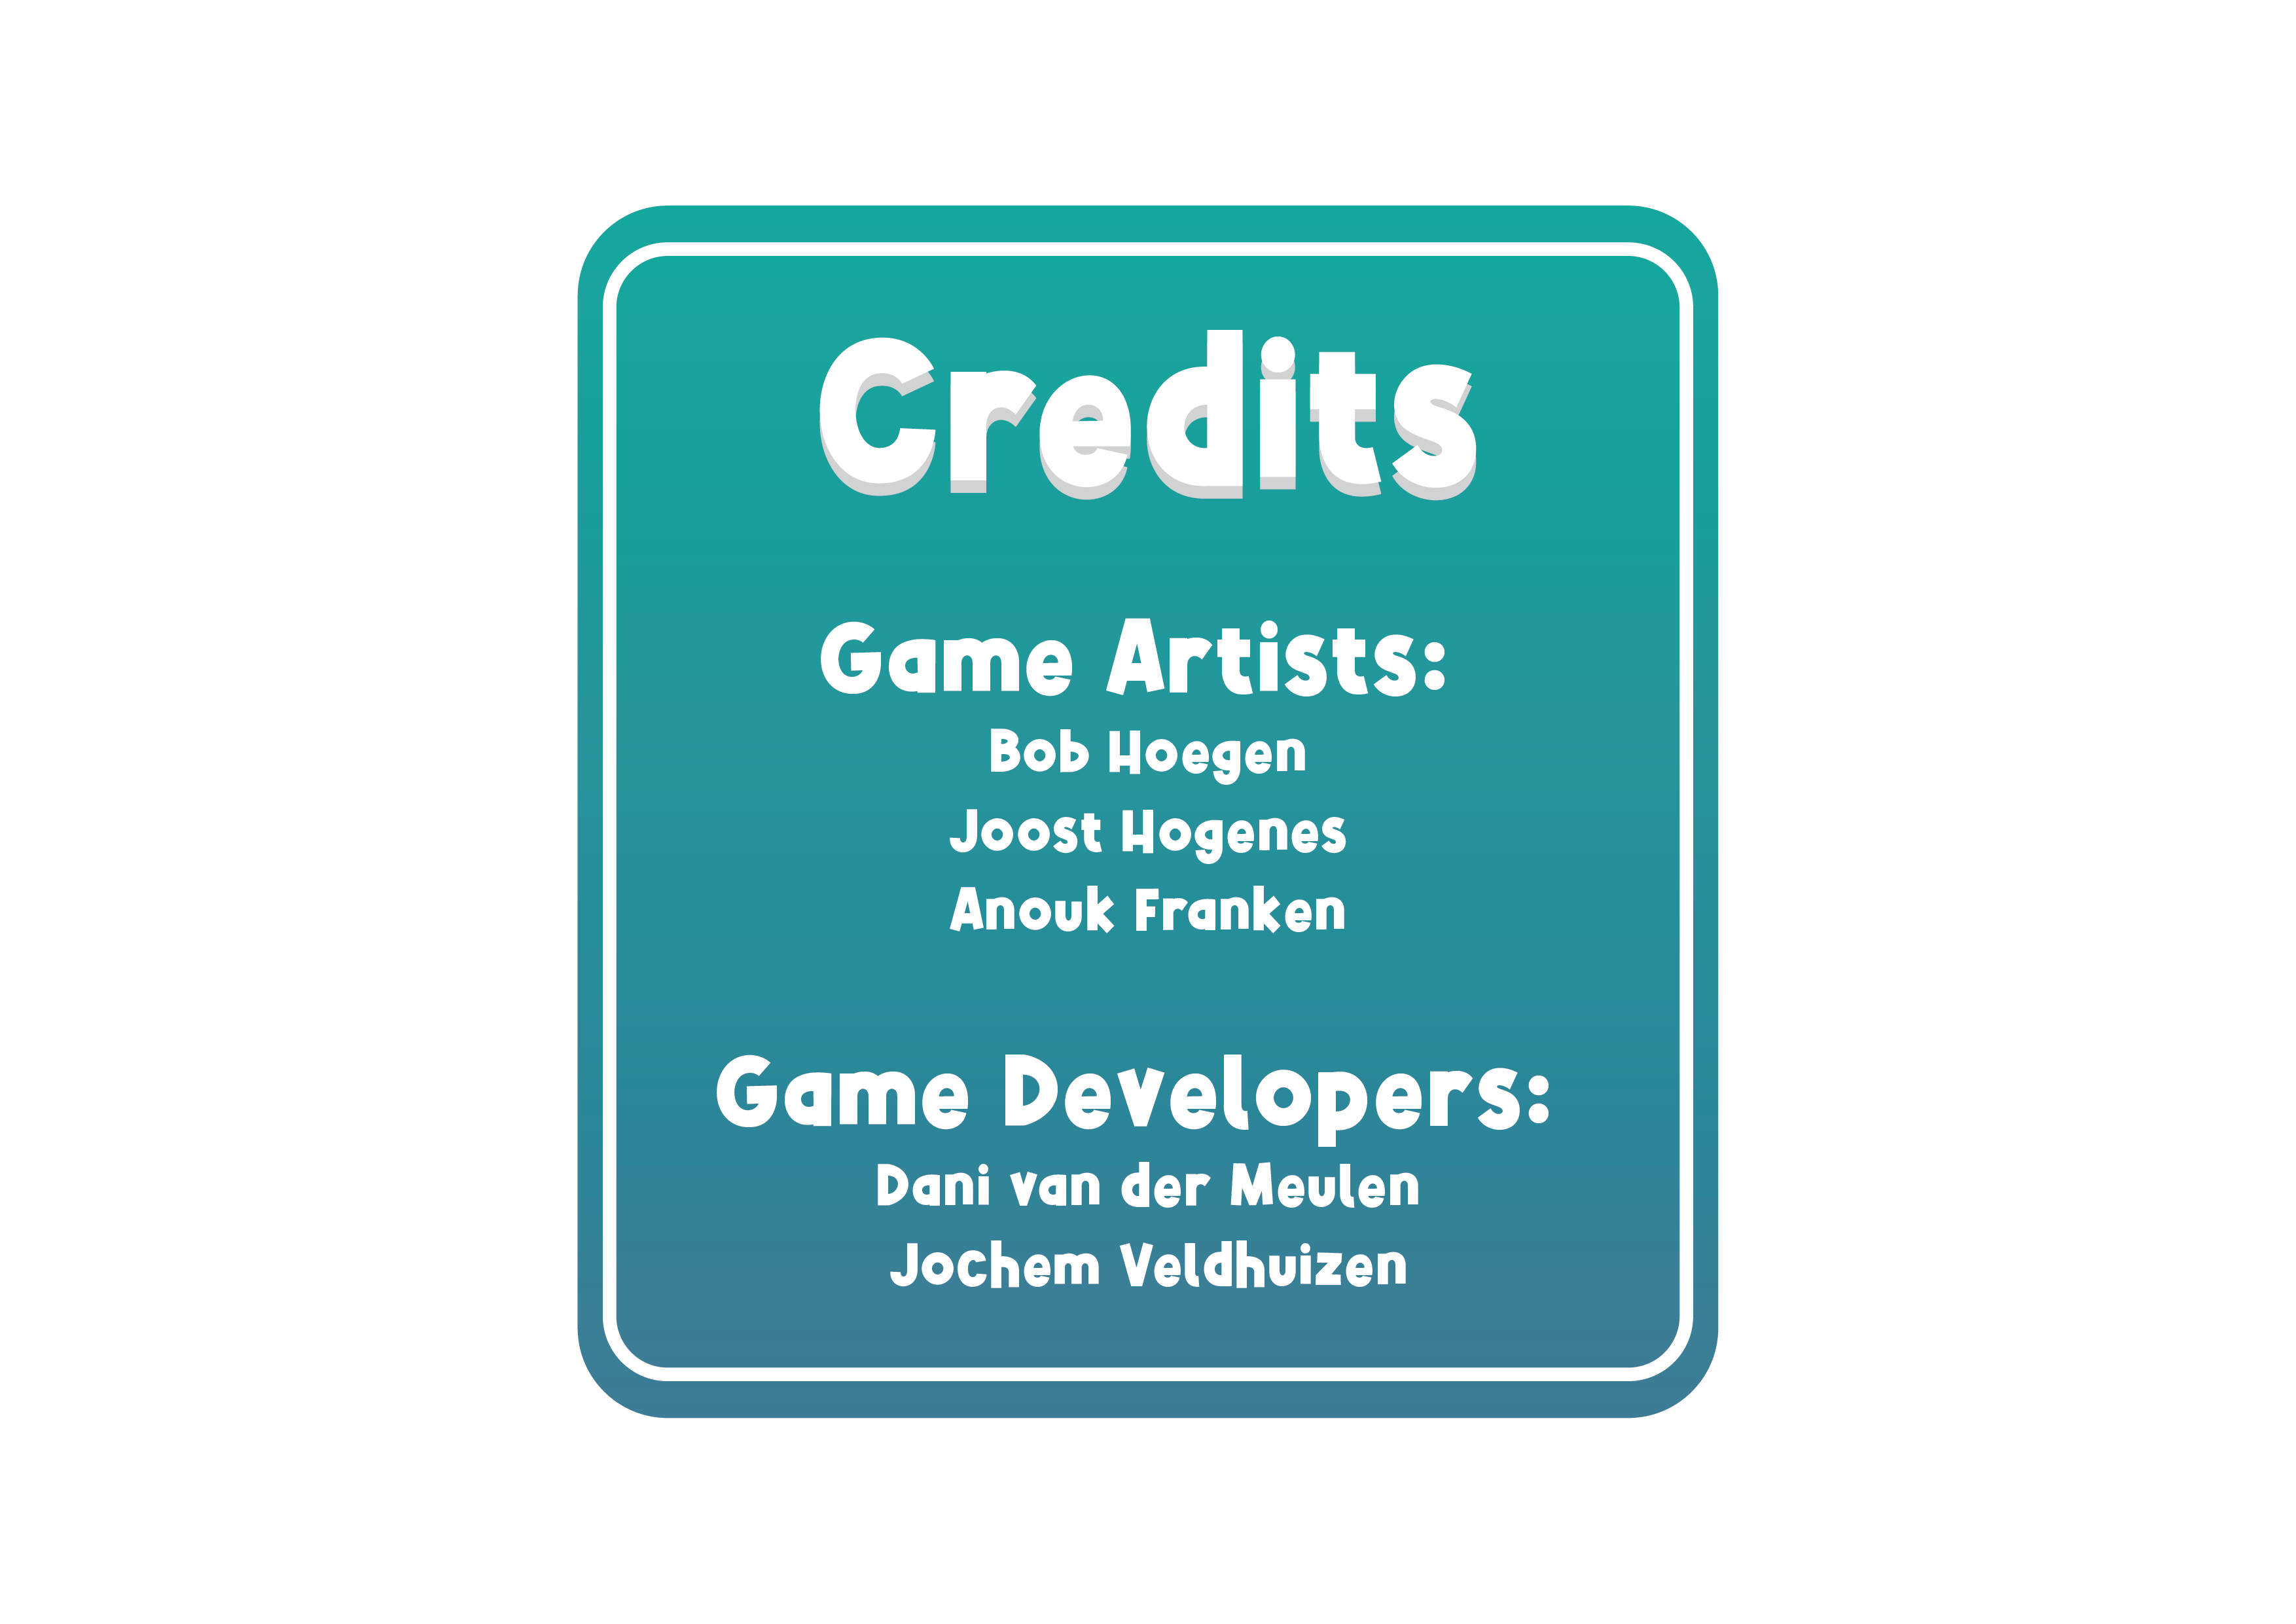 Credits
Game Artists:
Bob Hoegen
Joost Hogenes
Anouk Franken
Game Developers:
Dani van der Meulen
Jochem Veldhuizen